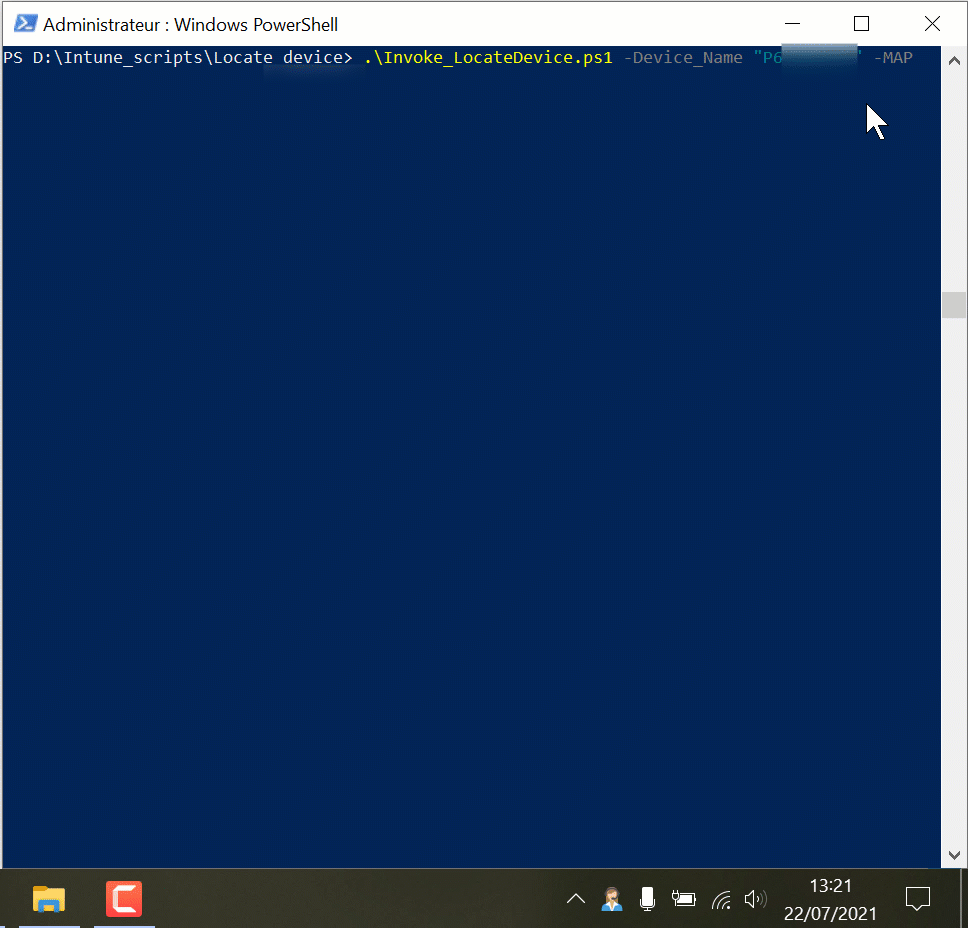 Administrateur : Windows PowerShell
PS D:\Intune_scripts\Locate device> .\Invoke_LocateDevice.ps1 -Device_Name "P6 -MAP
13:21
22/07/2021